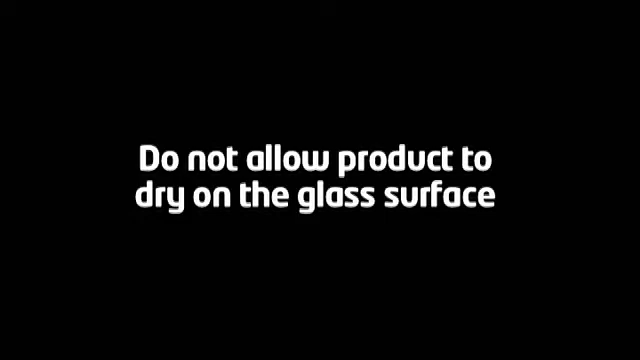 Do not allow product to
dry on the glass surface